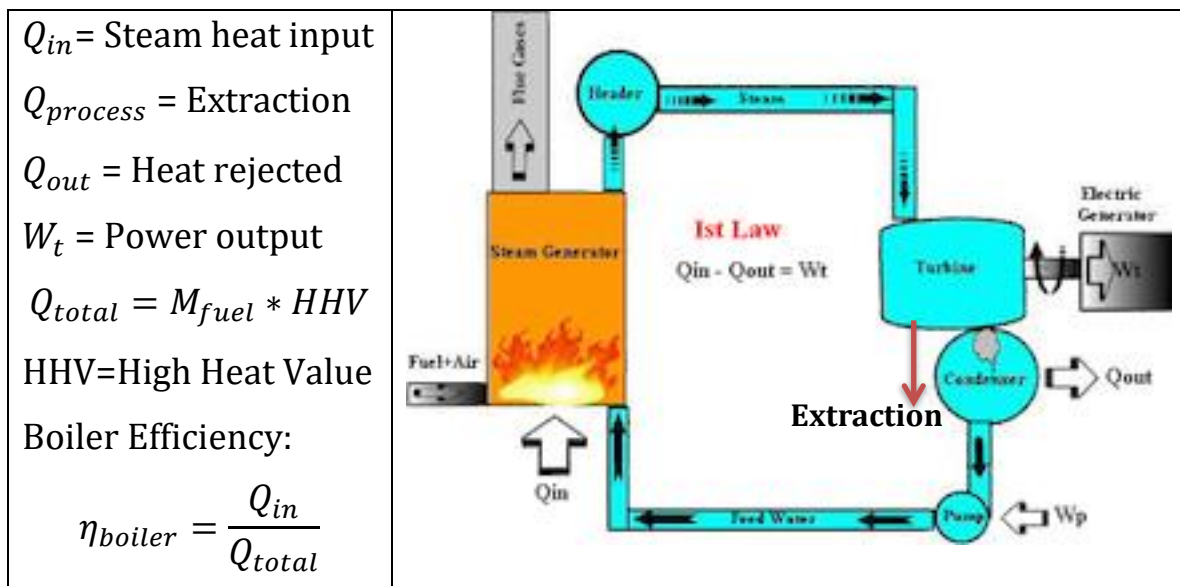 Q_in= Steam heat input
Q_process = Extraction
Q_out = Heat rejected
W_t = Power output
Q_total = M_fuel ∗ HHV
HHV=High Heat Value
Boiler Efficiency:
η_boiler = Q_in / Q_total
Flue Gases
Header
Steam
Electric
Generator
Ist Law
Qin - Qout = Wt
Steam Generator
Turbine
Wt
Fuel+Air
Condenser
Qout
Extraction
Qin
Feed Water
Pump
Wp